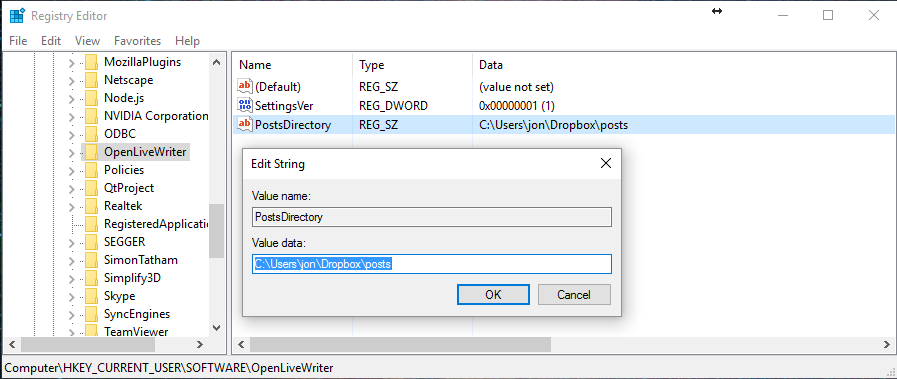 Registry Editor
File Edit View Favorites Help
MozillaPlugins
Netscape
Node.js
NVIDIA Corporation
ODBC
OpenLiveWriter
Policies
QtProject
Realtek
RegisteredApplicatio
SEGGER
SimonTatham
Simplify3D
Skype
SyncEngines
TeamViewer
Name Type Data
ab (Default) REG_SZ (value not set)
SettingsVer REG_DWORD 0x00000001 (1)
ab PostsDirectory REG_SZ C:\Users\jon\Dropbox\posts
Edit String
Value name:
PostsDirectory
Value data:
C:\Users\jon\Dropbox\posts
OK Cancel
Computer\HKEY_CURRENT_USER\SOFTWARE\OpenLiveWriter